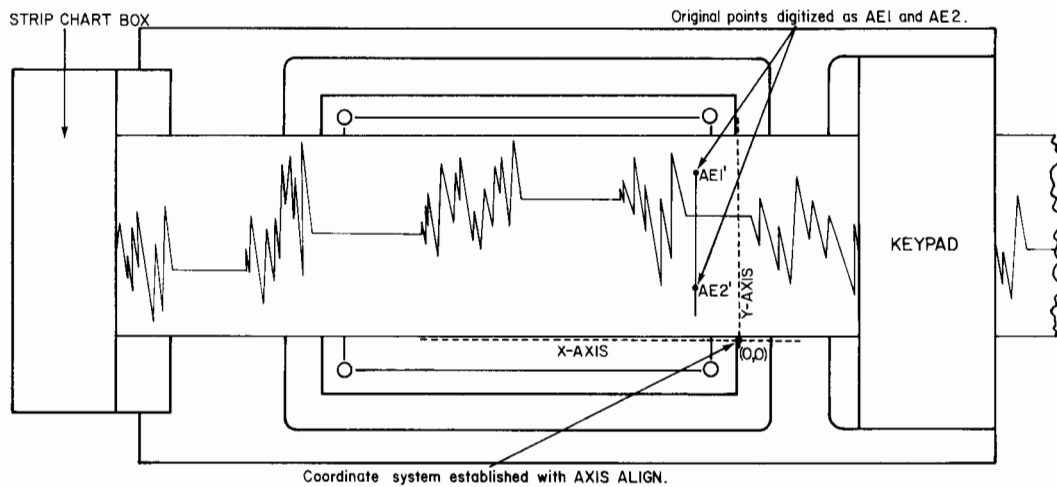 STRIP CHART BOX
Original points digitized as AE1 and AE2.
AE1'
KEYPAD
AE2'
Y-AXIS
X-AXIS
(0,0)
Coordinate system established with AXIS ALIGN.